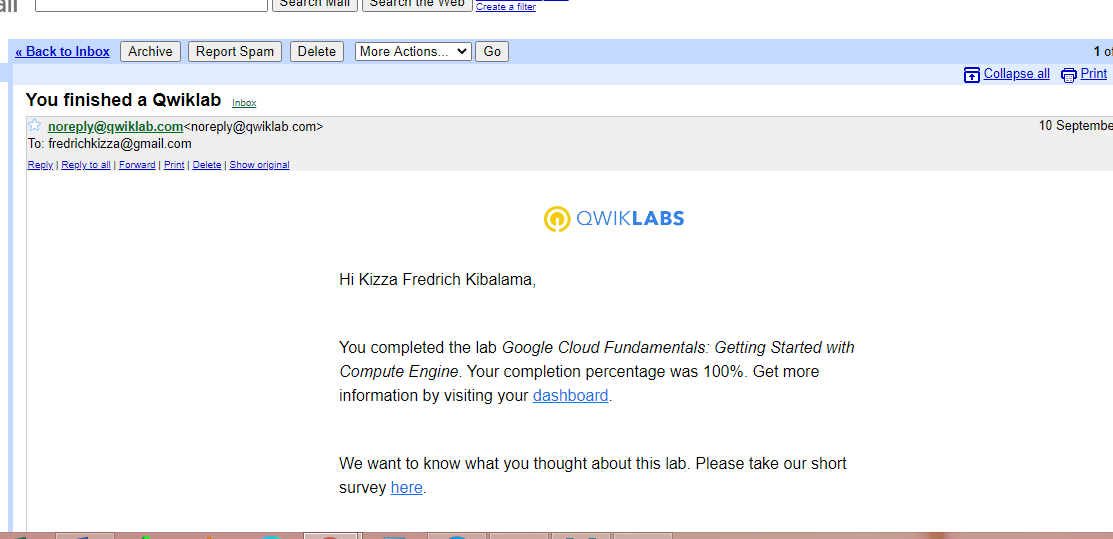 ail
Search Mail Search the Web Create a filter
« Back to Inbox Archive Report Spam Delete More Actions... Go 1 of
Collapse all Print
You finished a Qwiklab Inbox
noreply@qwiklab.com<noreply@qwiklab.com> 10 Septembe
To: fredrichkizza@gmail.com
Reply | Reply to all | Forward | Print | Delete | Show original
QWIKLABS
Hi Kizza Fredrich Kibalama,
You completed the lab Google Cloud Fundamentals: Getting Started with
Compute Engine. Your completion percentage was 100%. Get more
information by visiting your dashboard.
We want to know what you thought about this lab. Please take our short
survey here.